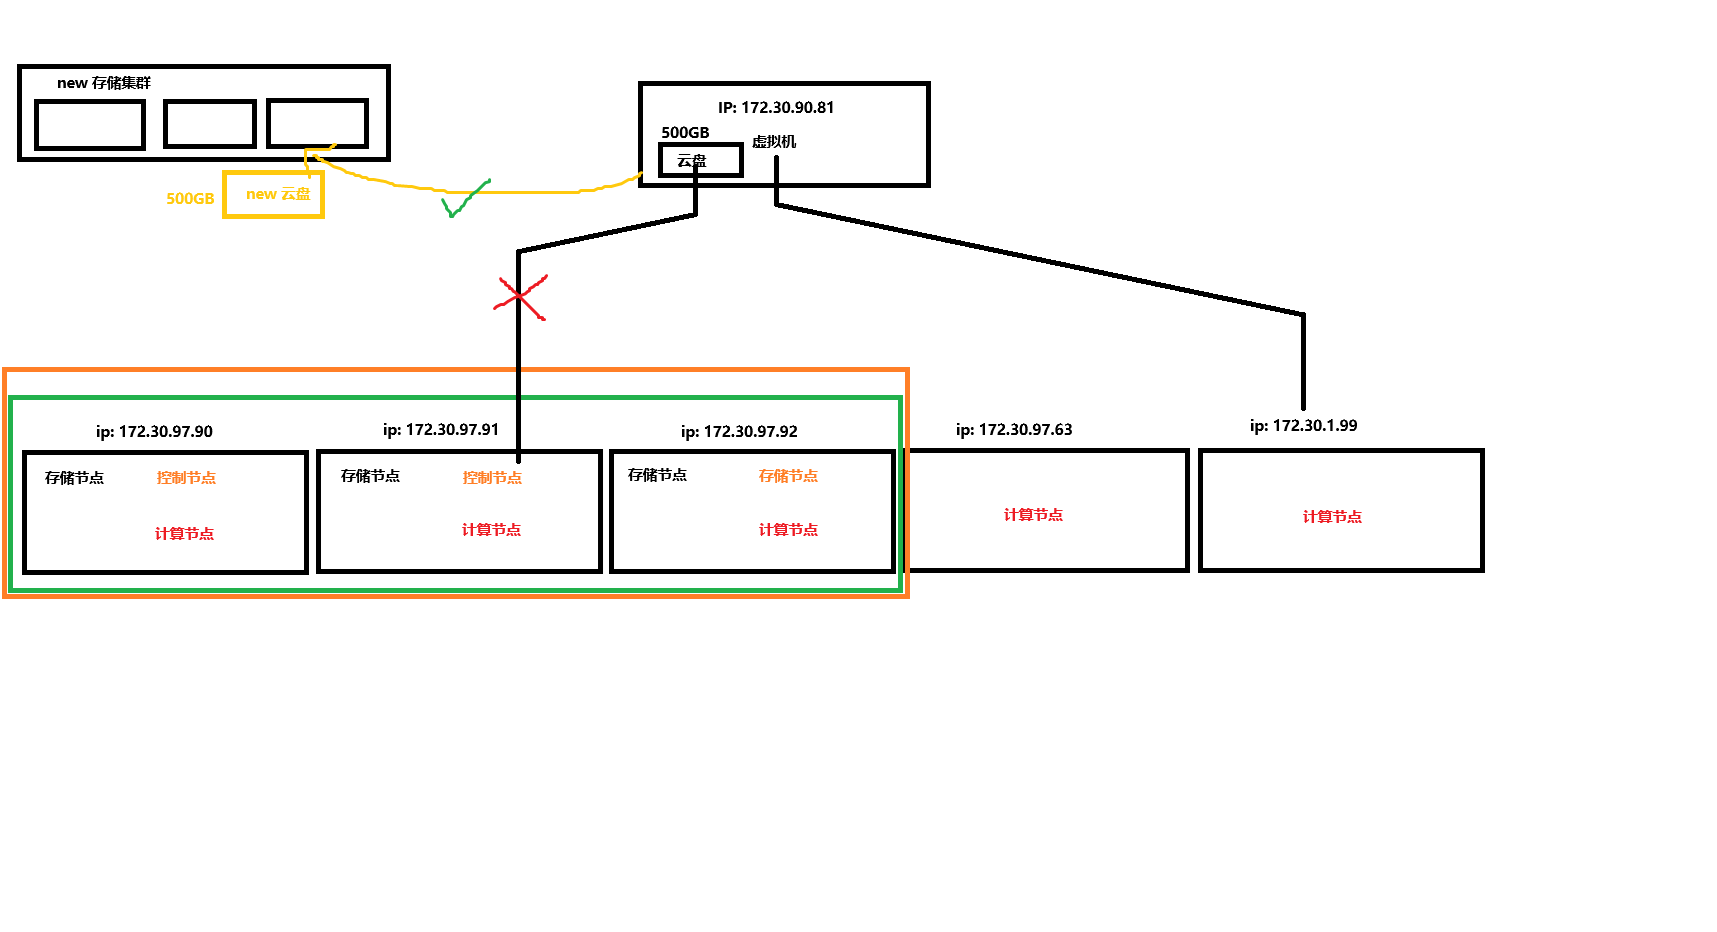 new 存储集群
500GB
new 云盘
IP: 172.30.90.81
500GB
虚拟机
云盘
ip: 172.30.97.90
存储节点
控制节点
计算节点
ip: 172.30.97.91
存储节点
控制节点
计算节点
ip: 172.30.97.92
存储节点
存储节点
计算节点
ip: 172.30.97.63
计算节点
ip: 172.30.1.99
计算节点